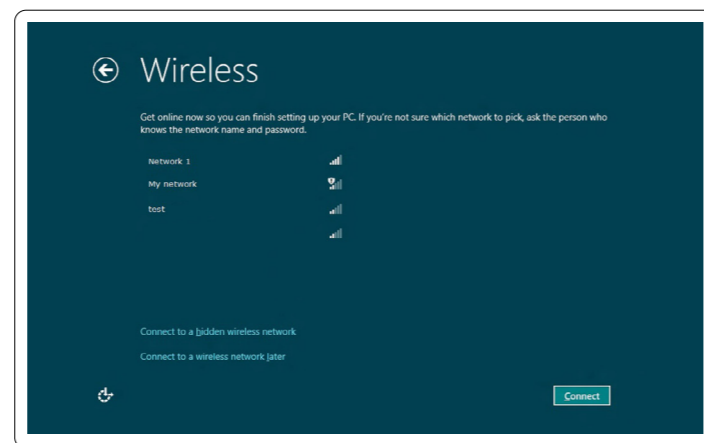 Wireless
Get online now so you can finish setting up your PC. If you're not sure which network to pick, ask the person who
knows the network name and password.
Network 1
My network
test
Connect to a hidden wireless network
Connect to a wireless network later
Connect